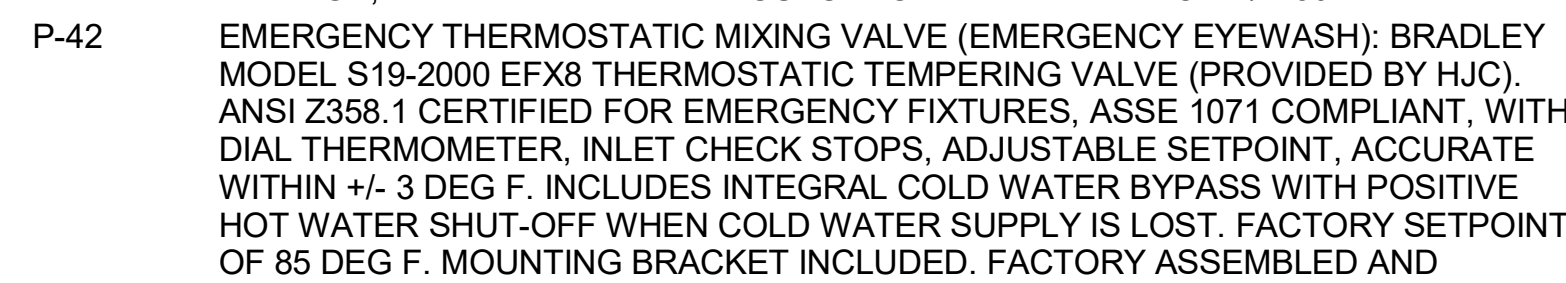 P-42 EMERGENCY THERMOSTATIC MIXING VALVE (EMERGENCY EYEWASH): BRADLEY
MODEL S19-2000 EFX8 THERMOSTATIC TEMPERING VALVE (PROVIDED BY HJC).
ANSI Z358.1 CERTIFIED FOR EMERGENCY FIXTURES, ASSE 1071 COMPLIANT, WITH
DIAL THERMOMETER, INLET CHECK STOPS, ADJUSTABLE SETPOINT, ACCURATE
WITHIN +/- 3 DEG F. INCLUDES INTEGRAL COLD WATER BYPASS WITH POSITIVE
HOT WATER SHUT-OFF WHEN COLD WATER SUPPLY IS LOST. FACTORY SETPOINT
OF 85 DEG F. MOUNTING BRACKET INCLUDED. FACTORY ASSEMBLED AND